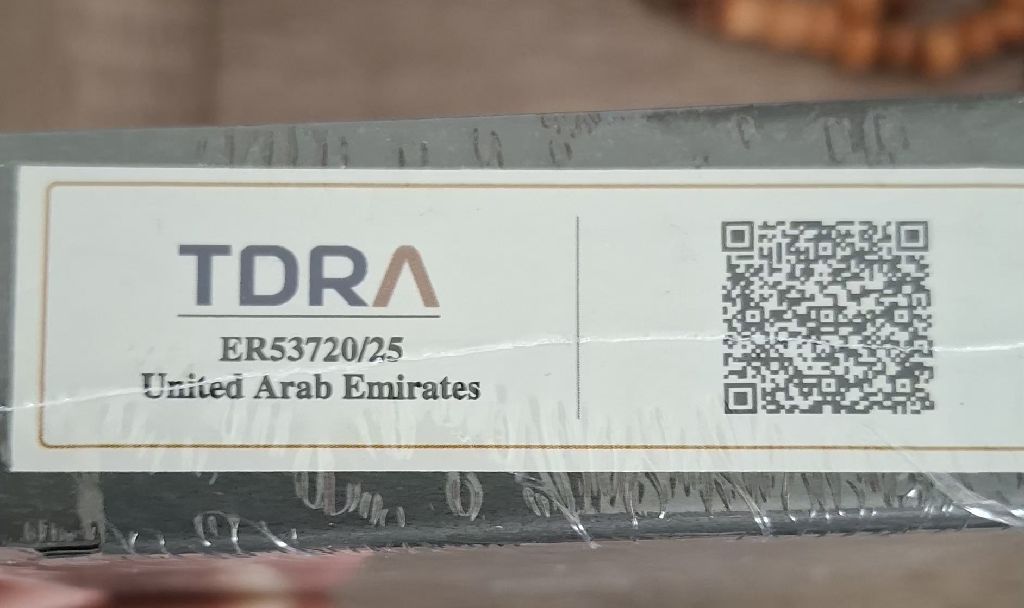 TDRA
ER53720/25
United Arab Emirates